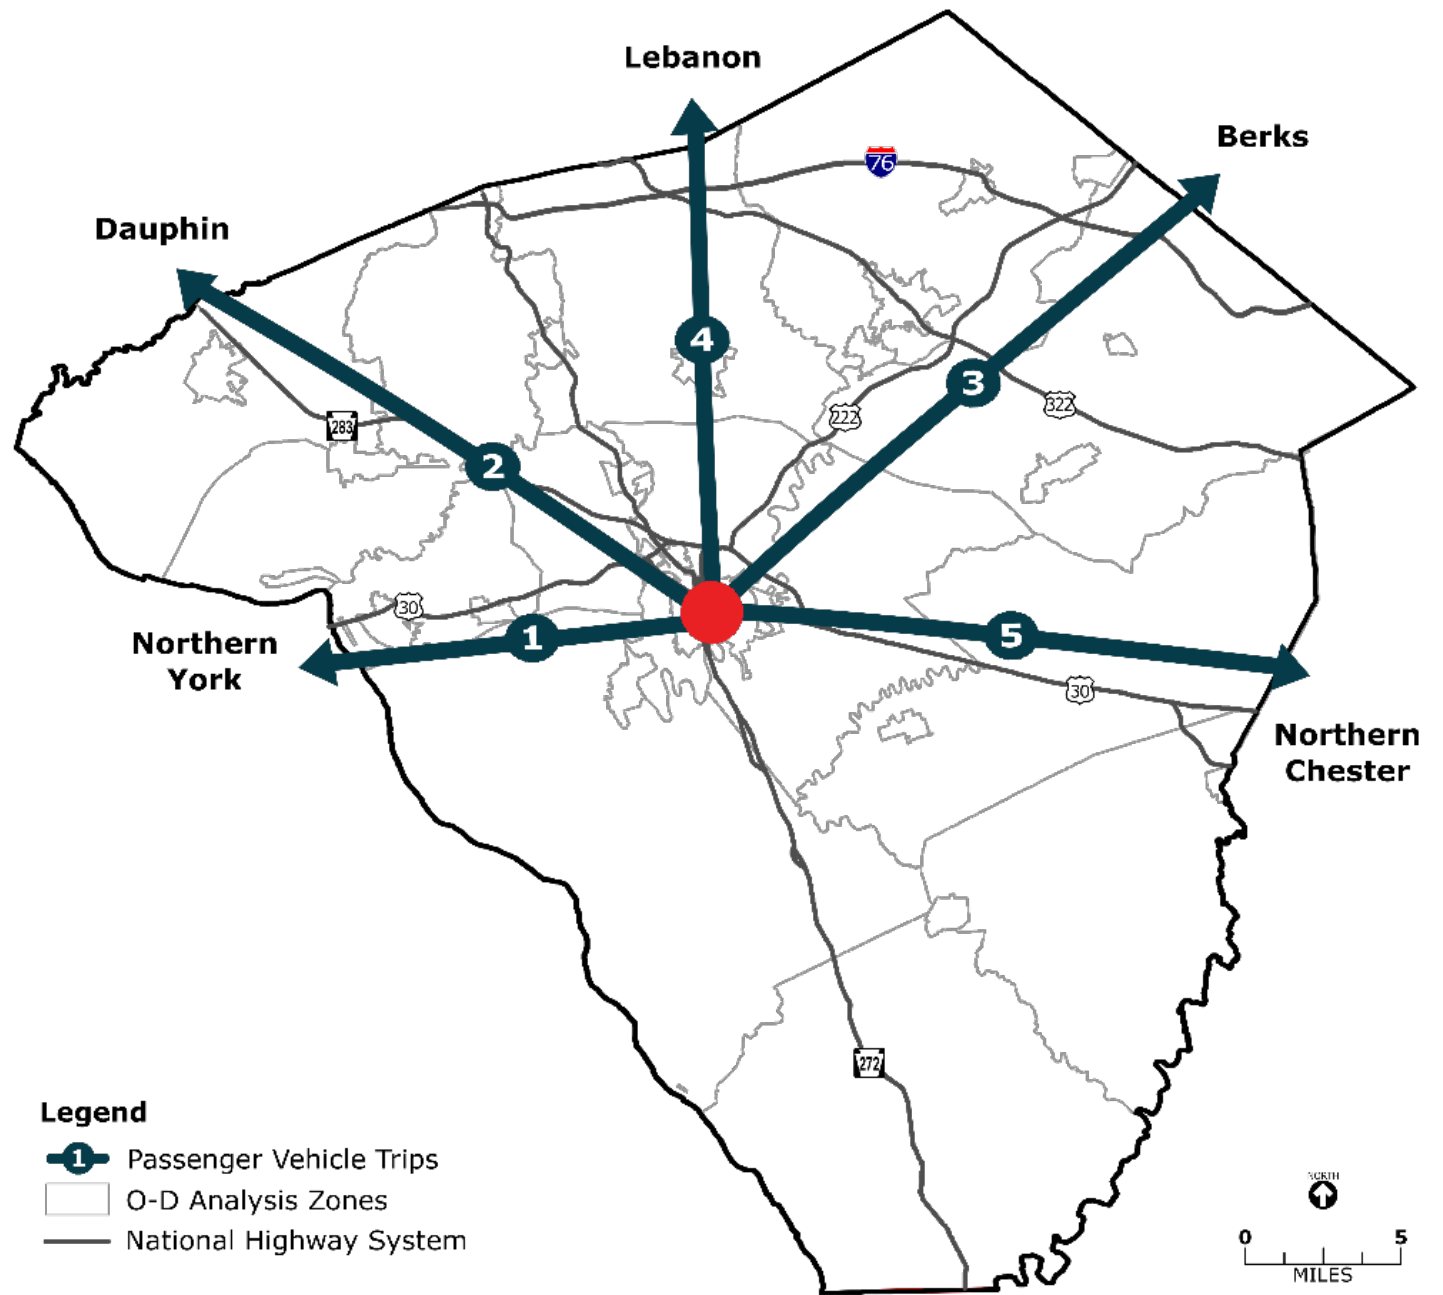 Lebanon
Berks
76
Dauphin
4
3
322
222
283
2
30
1
5
Northern
York
30
Northern
Chester
272
Legend
1 Passenger Vehicle Trips
O-D Analysis Zones
National Highway System
NORTH
0 5
MILES